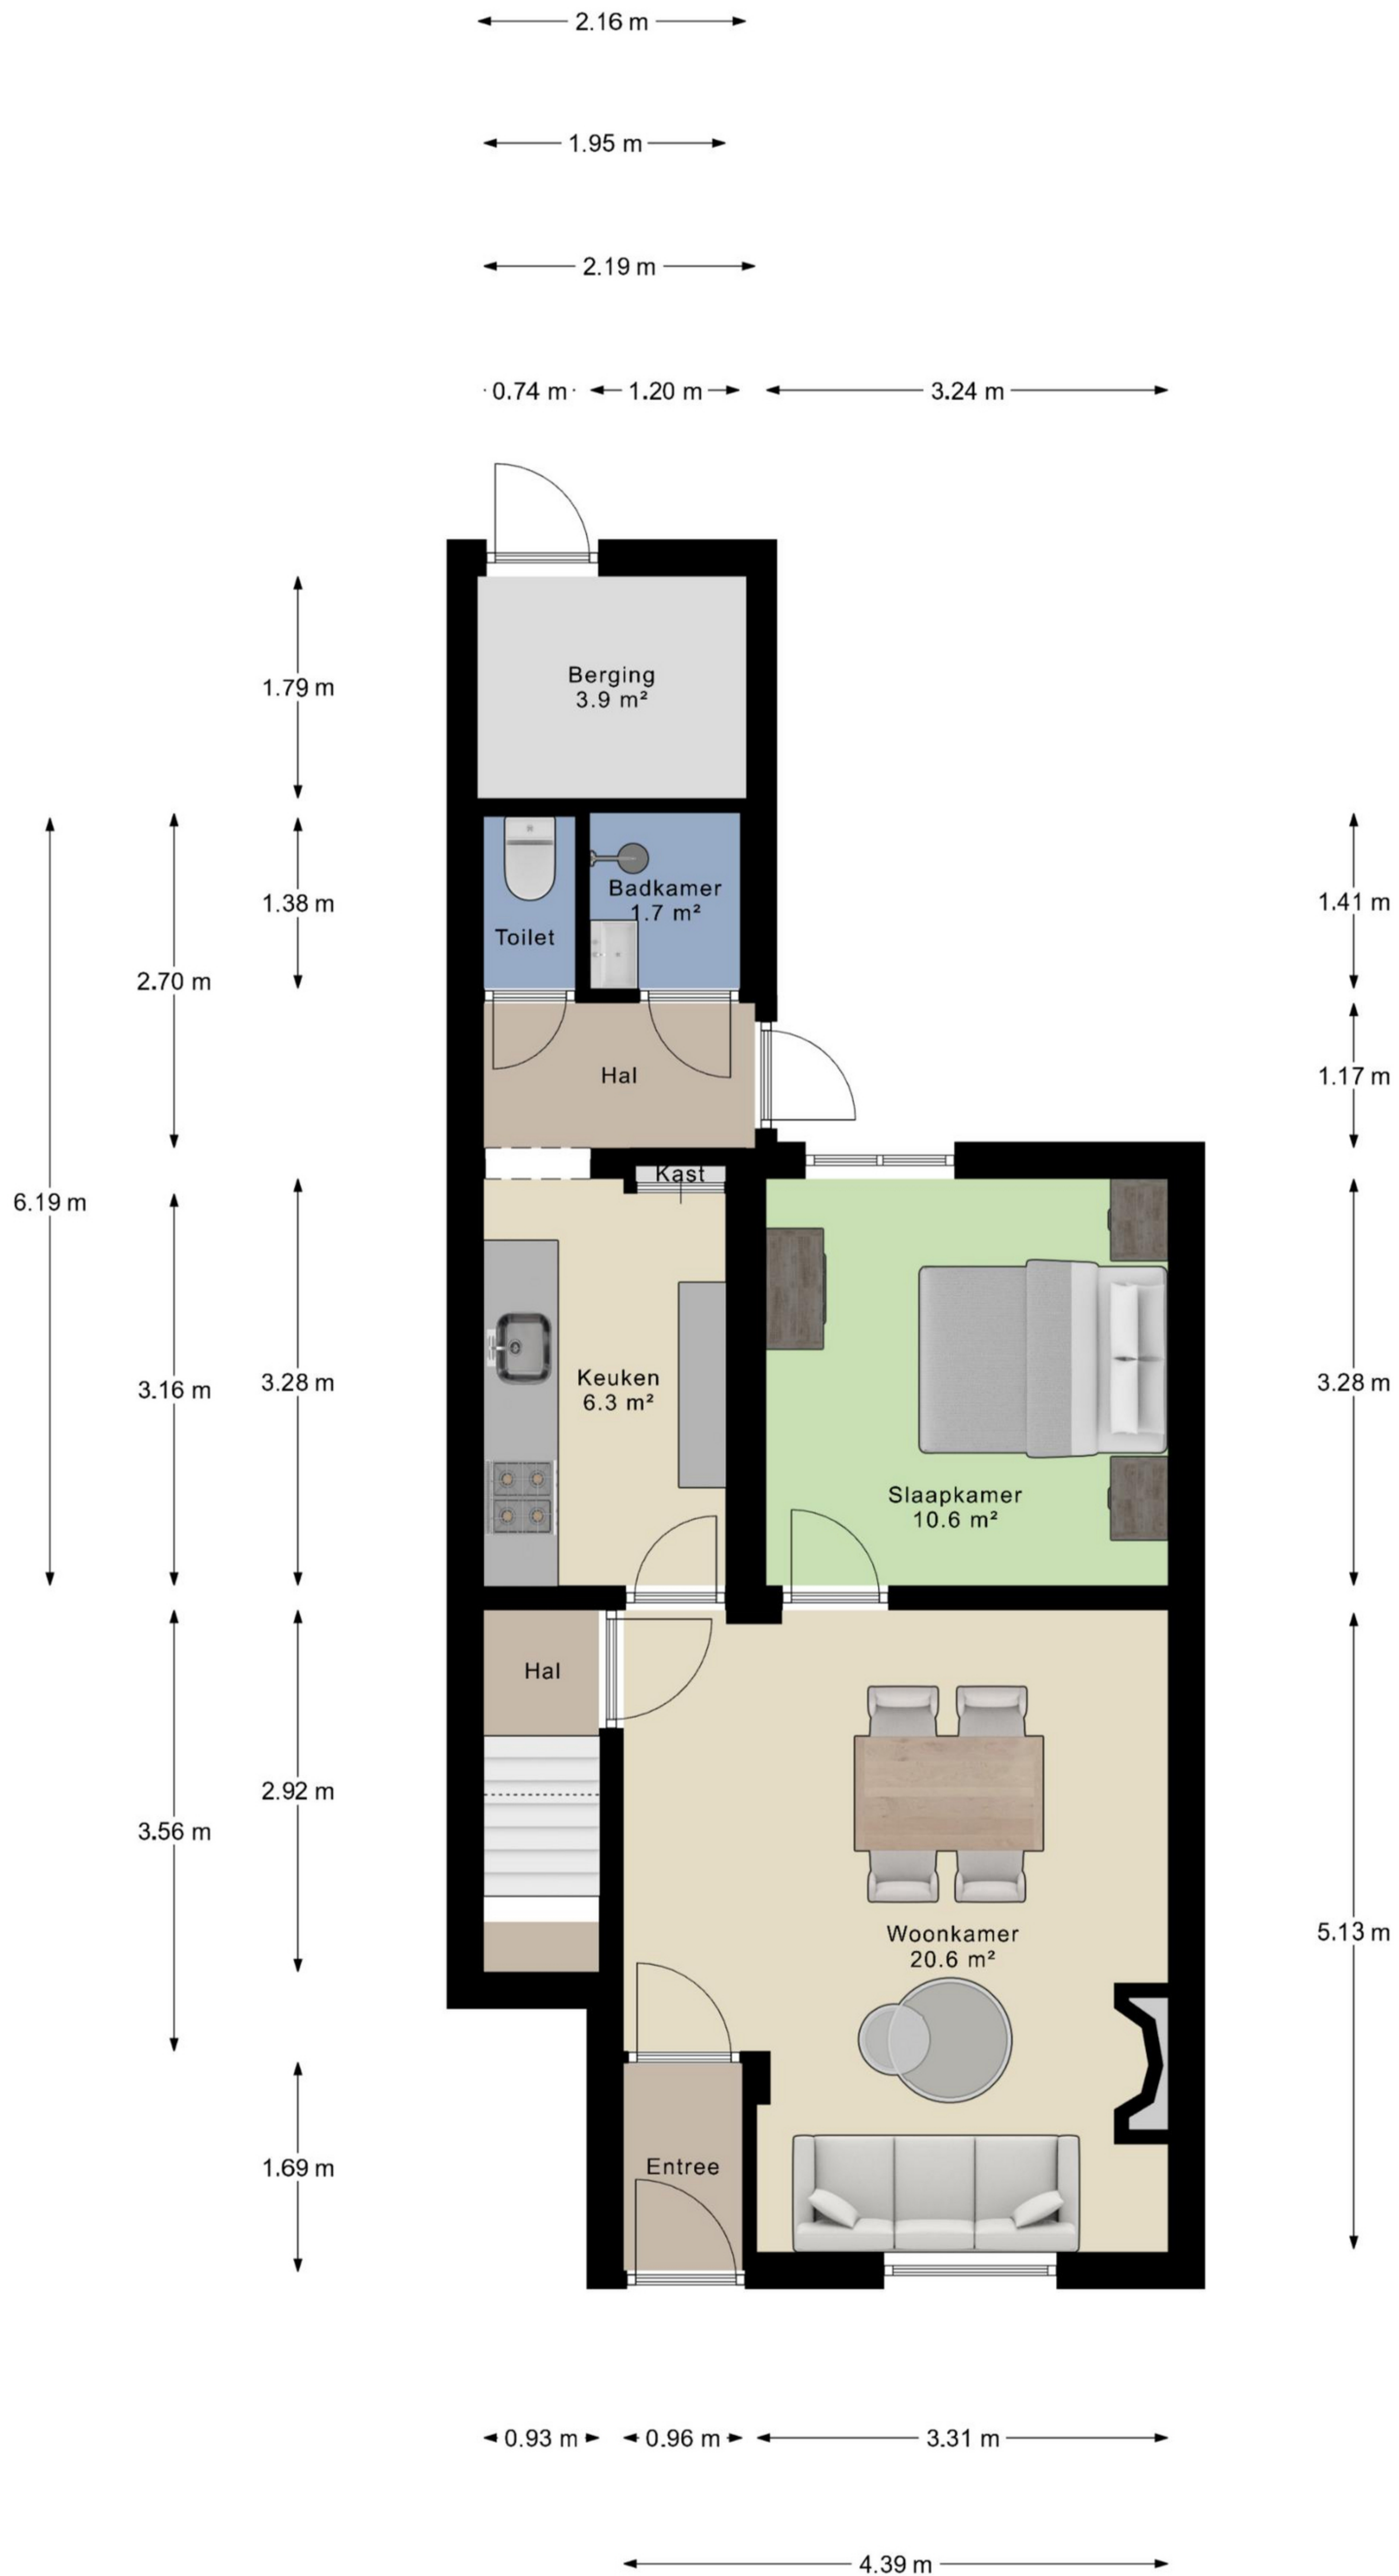 2.16 m
1.95 m
2.19 m
0.74 m
1.20 m
3.24 m
Berging
3.9 m²
1.79 m
Badkamer
1.7 m²
Toilet
1.38 m
1.41 m
2.70 m
Hal
1.17 m
Kast
6.19 m
Keuken
6.3 m²
3.16 m
3.28 m
3.28 m
Slaapkamer
10.6 m²
Hal
2.92 m
3.56 m
Woonkamer
20.6 m²
5.13 m
Entree
1.69 m
0.93 m
0.96 m
3.31 m
4.39 m